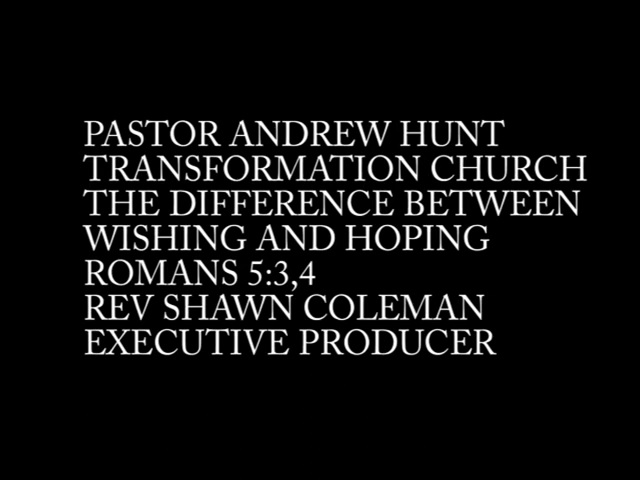 PASTOR ANDREW HUNT
TRANSFORMATION CHURCH
THE DIFFERENCE BETWEEN
WISHING AND HOPING
ROMANS 5:3,4
REV SHAWN COLEMAN
EXECUTIVE PRODUCER